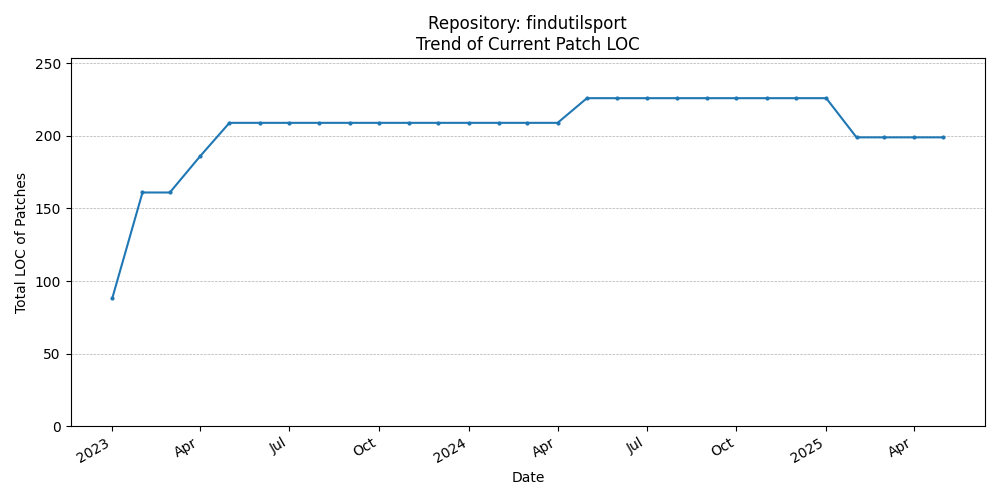 Repository: findutilsport
Trend of Current Patch LOC
250
200
150
100
50
0
Total LOC of Patches
2023
Apr
Jul
Oct
2024
Apr
Jul
Oct
2025
Apr
Date